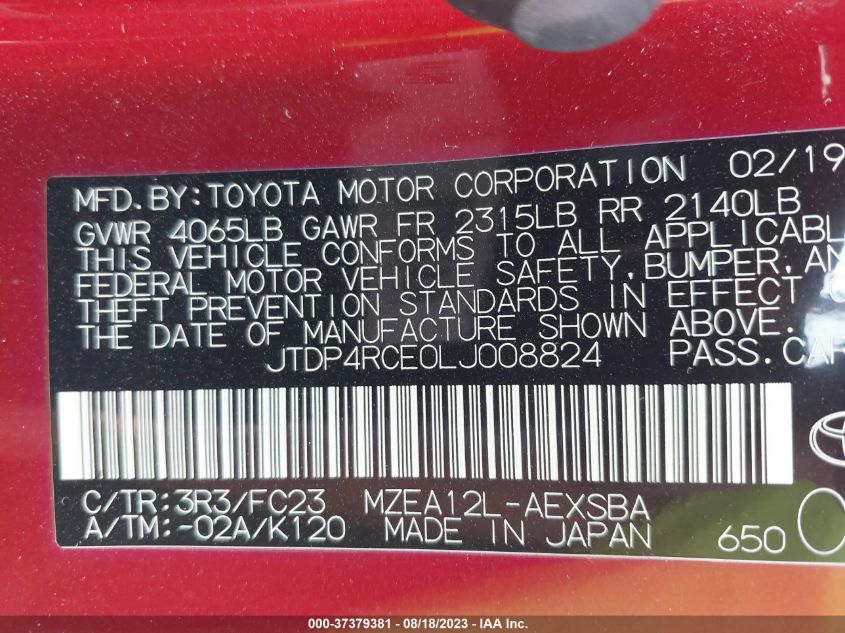 MFD. BY: TOYOTA MOTOR CORPORATION 02/19
GVWR 4065LB GAWR FR 2315LB RR 2140LB
THIS VEHICLE CONFORMS TO ALL APPLICABL
FEDERAL MOTOR VEHICLE SAFETY, BUMPER, AN
THEFT PREVENTION STANDARDS IN EFFECT O
THE DATE OF MANUFACTURE SHOWN ABOVE.
JTDP4RCE0LJ008824 PASS. CAR
C/TR: 3R3/FC23 MZEA12L-AEXSBA
A/TM: -02A/K120 MADE IN JAPAN 650
000-37379381 - 08/18/2023 - IAA Inc.